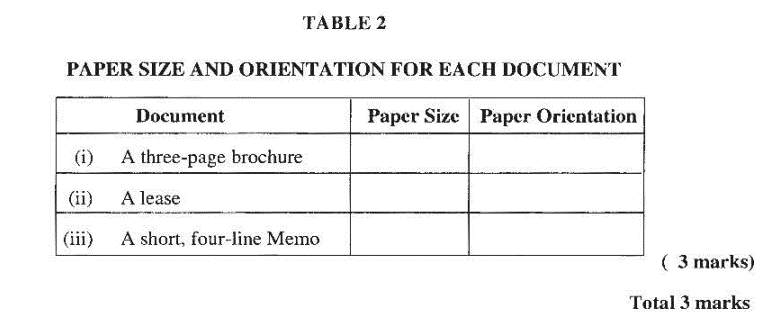 TABLE 2
PAPER SIZE AND ORIENTATION FOR EACH DOCUMENT
Document Paper Size Paper Orientation
(i) A three-page brochure
(ii) A lease
(iii) A short, four-line Memo
( 3 marks)
Total 3 marks